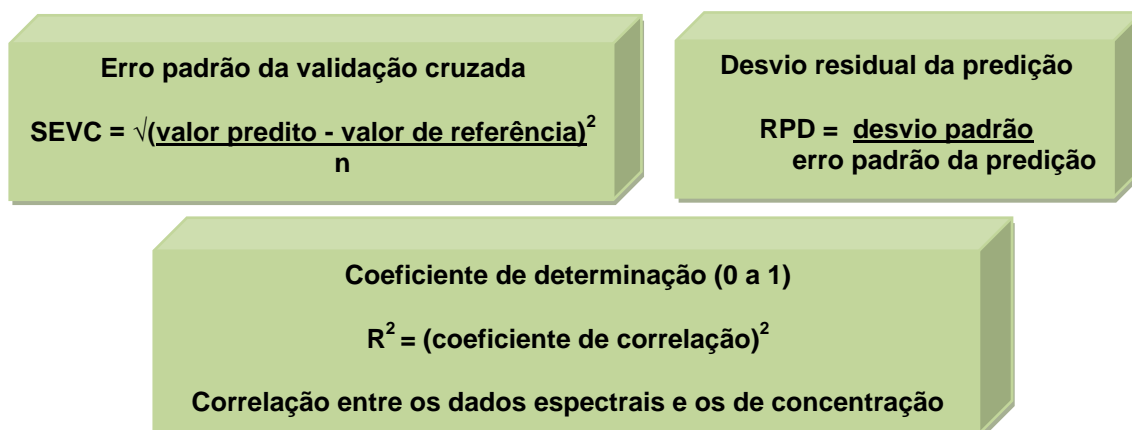 Erro padrão da validação cruzada
SEVC = √(valor predito - valor de referência)²
n
Desvio residual da predição
RPD = desvio padrão
erro padrão da predição
Coeficiente de determinação (0 a 1)
R² = (coeficiente de correlação)²
Correlação entre os dados espectrais e os de concentração